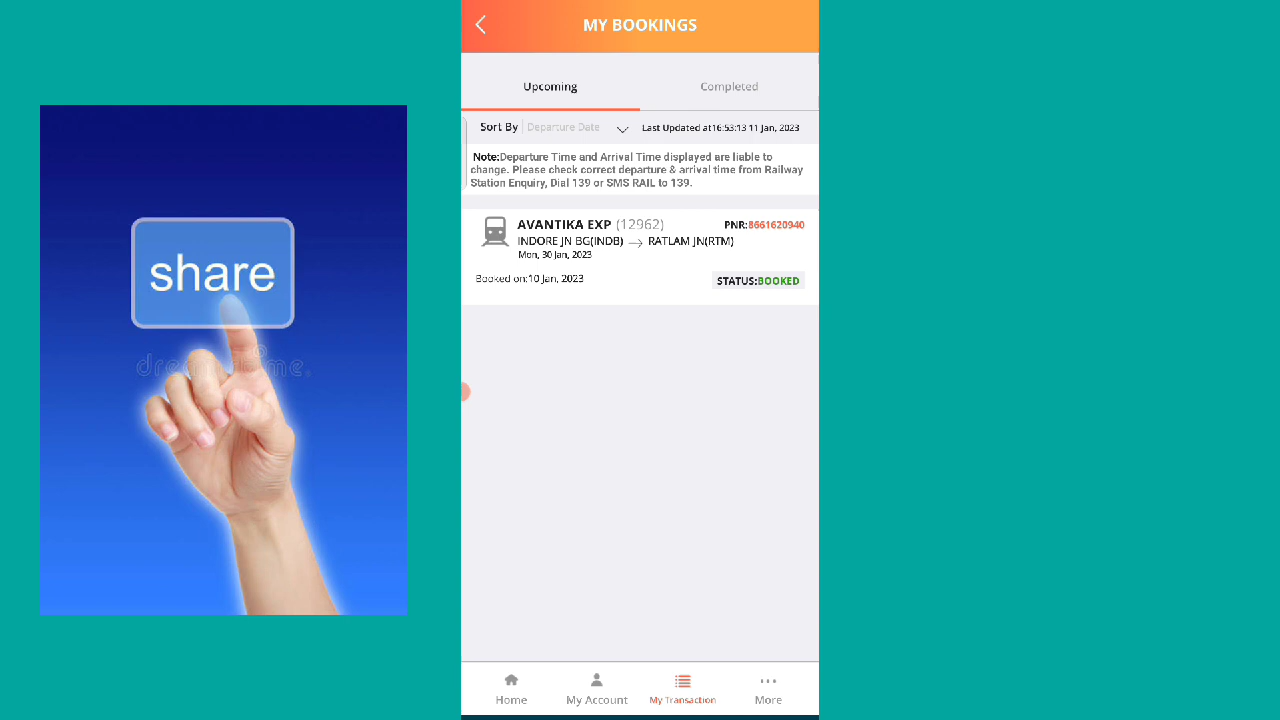 share
dreamstime.
MY BOOKINGS
Upcoming
Completed
Sort By
Departure Date
Last Updated at16:53:13 11 Jan, 2023
Note:Departure Time and Arrival Time displayed are liable to
change. Please check correct departure & arrival time from Railway
Station Enquiry, Dial 139 or SMS RAIL to 139.
AVANTIKA EXP (12962)
PNR:8661620940
INDORE JN BG(INDB) → RATLAM JN(RTM)
Mon, 30 Jan, 2023
Booked on:10 Jan, 2023
STATUS:BOOKED
Home
My Account
My Transaction
More